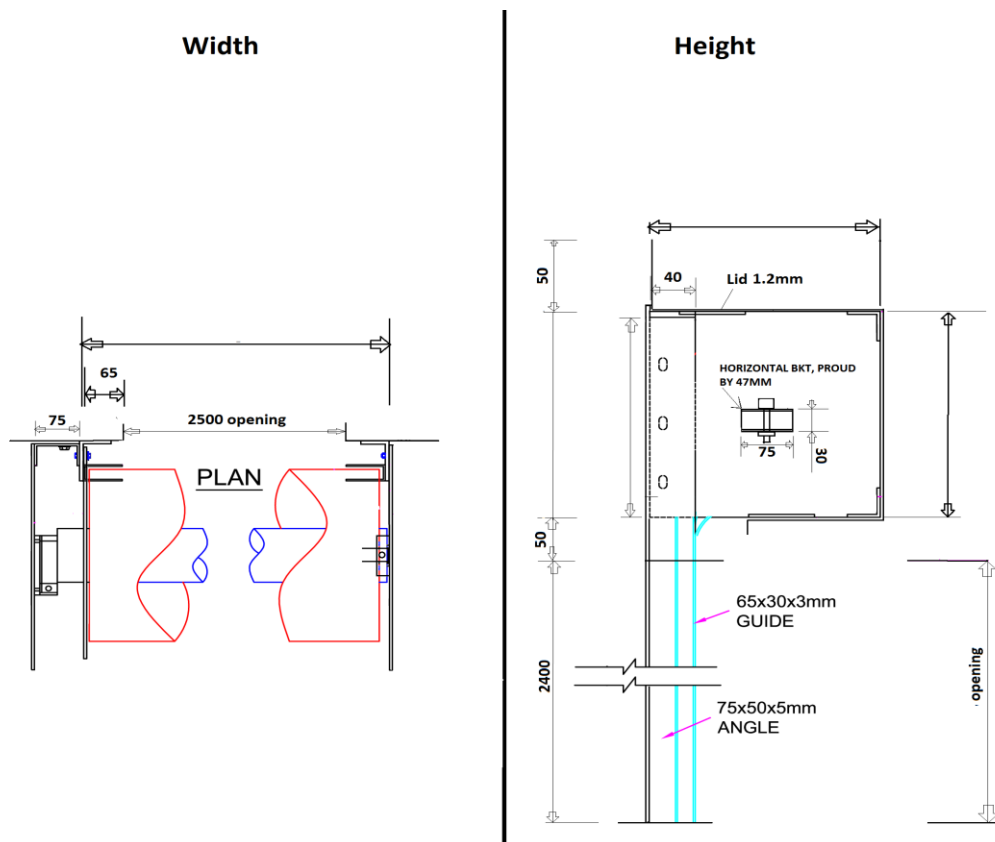 Width
65
75
2500 opening
PLAN
Height
50
40
Lid 1.2mm
HORIZONTAL BKT, PROUD
BY 47MM
75
30
50
65x30x3mm
GUIDE
2400
opening
75x50x5mm
ANGLE